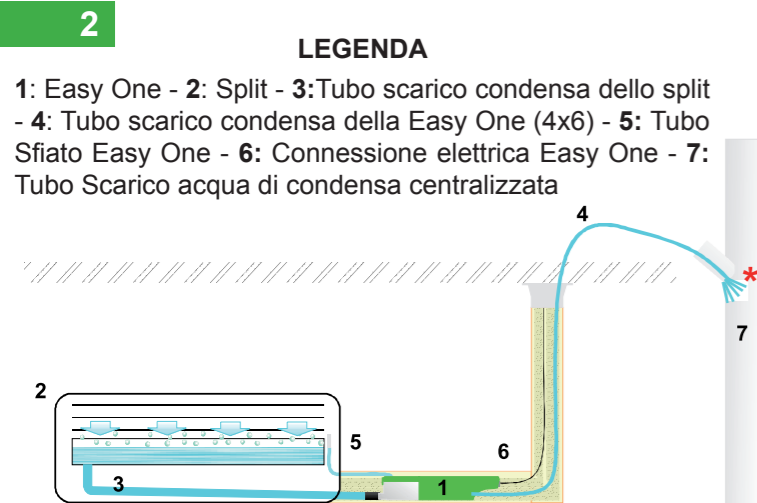 2
LEGENDA
1: Easy One - 2: Split - 3:Tubo scarico condensa dello split
- 4: Tubo scarico condensa della Easy One (4x6) - 5: Tubo
Sfiato Easy One - 6: Connessione elettrica Easy One - 7:
Tubo Scarico acqua di condensa centralizzata
4
*
7
2
5
6
3
1